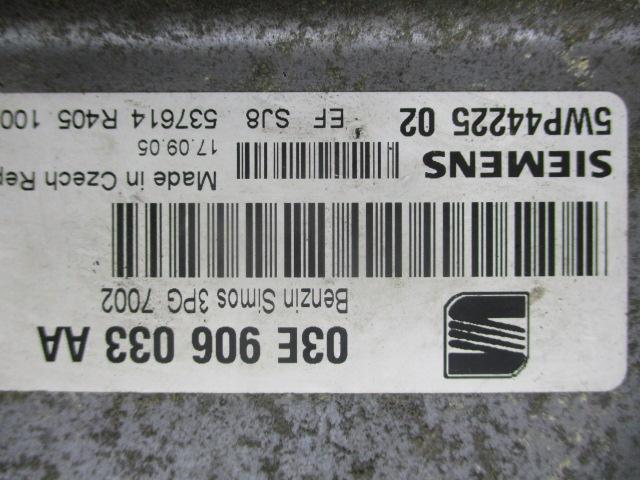 03E 906 033 AA
Benzin Simos 3PG 7002
SIEMENS
Made in Czech Rep
17.09.05
5WP44225 02 EF SJ8 537614 R405 100